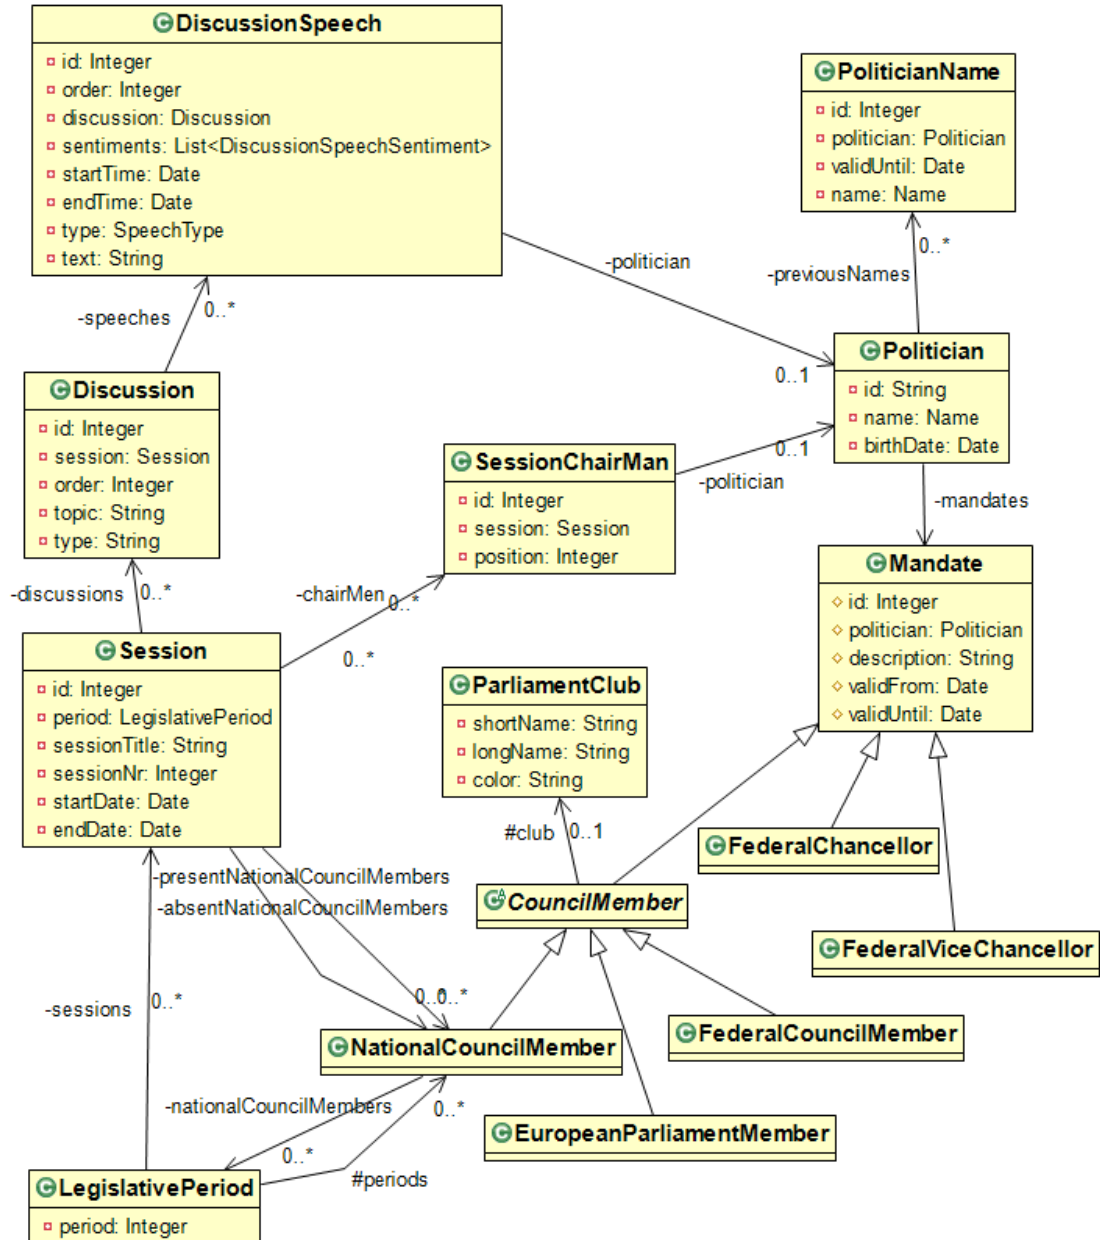 DiscussionSpeech
id: Integer
order: Integer
discussion: Discussion
sentiments: List<DiscussionSpeechSentiment>
startTime: Date
endTime: Date
type: SpeechType
text: String
PoliticianName
id: Integer
politician: Politician
validUntil: Date
name: Name
-politician
0..*
-previousNames
-speeches
0..*
0..1
Politician
id: String
name: Name
birthDate: Date
Discussion
id: Integer
session: Session
order: Integer
topic: String
type: String
SessionChairMan
id: Integer
session: Session
position: Integer
0..1
-politician
-mandates
-discussions
0..*
-chairMen
0..*
0..*
Mandate
id: Integer
politician: Politician
description: String
validFrom: Date
validUntil: Date
Session
id: Integer
period: LegislativePeriod
sessionTitle: String
sessionNr: Integer
startDate: Date
endDate: Date
ParliamentClub
shortName: String
longName: String
color: String
#club
0..1
FederalChancellor
-presentNationalCouncilMembers
-absentNationalCouncilMembers
CouncilMember
FederalViceChancellor
-sessions
0..*
0..*
0..*
NationalCouncilMember
FederalCouncilMember
-nationalCouncilMembers
0..*
0..*
#periods
EuropeanParliamentMember
LegislativePeriod
period: Integer